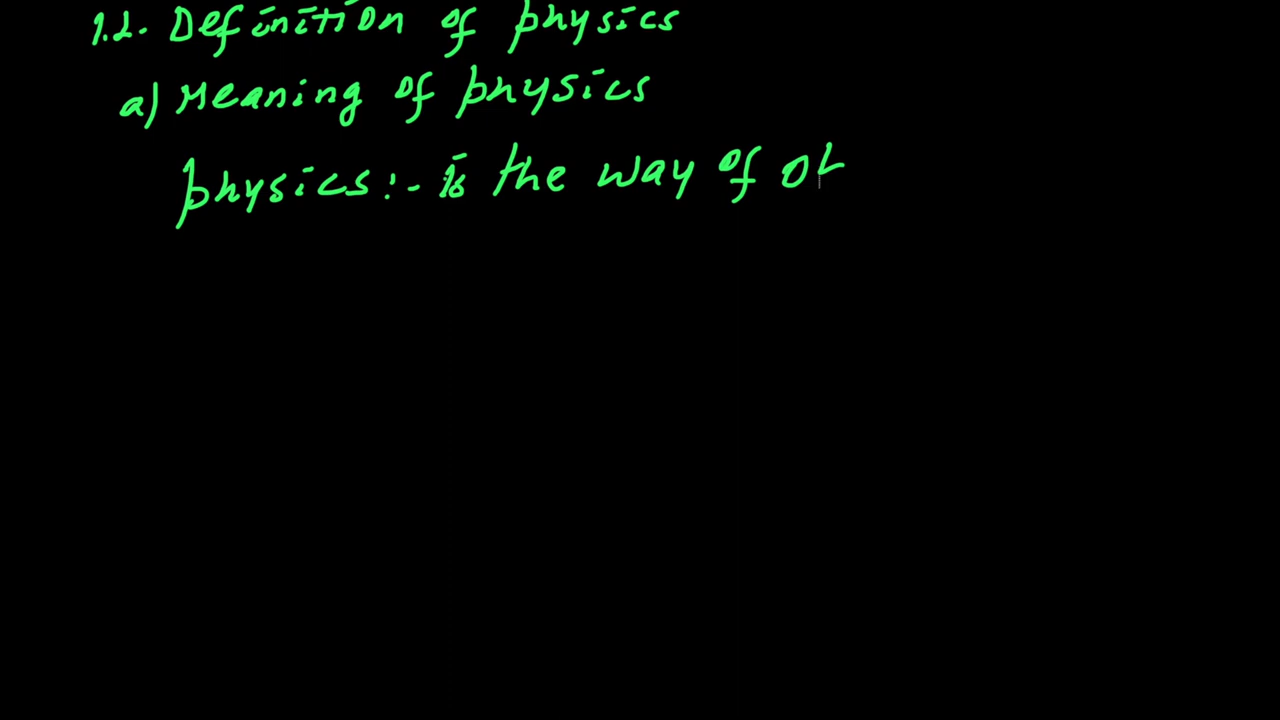 1.2. Definition of physics
a) Meaning of physics
physics:- is the way of